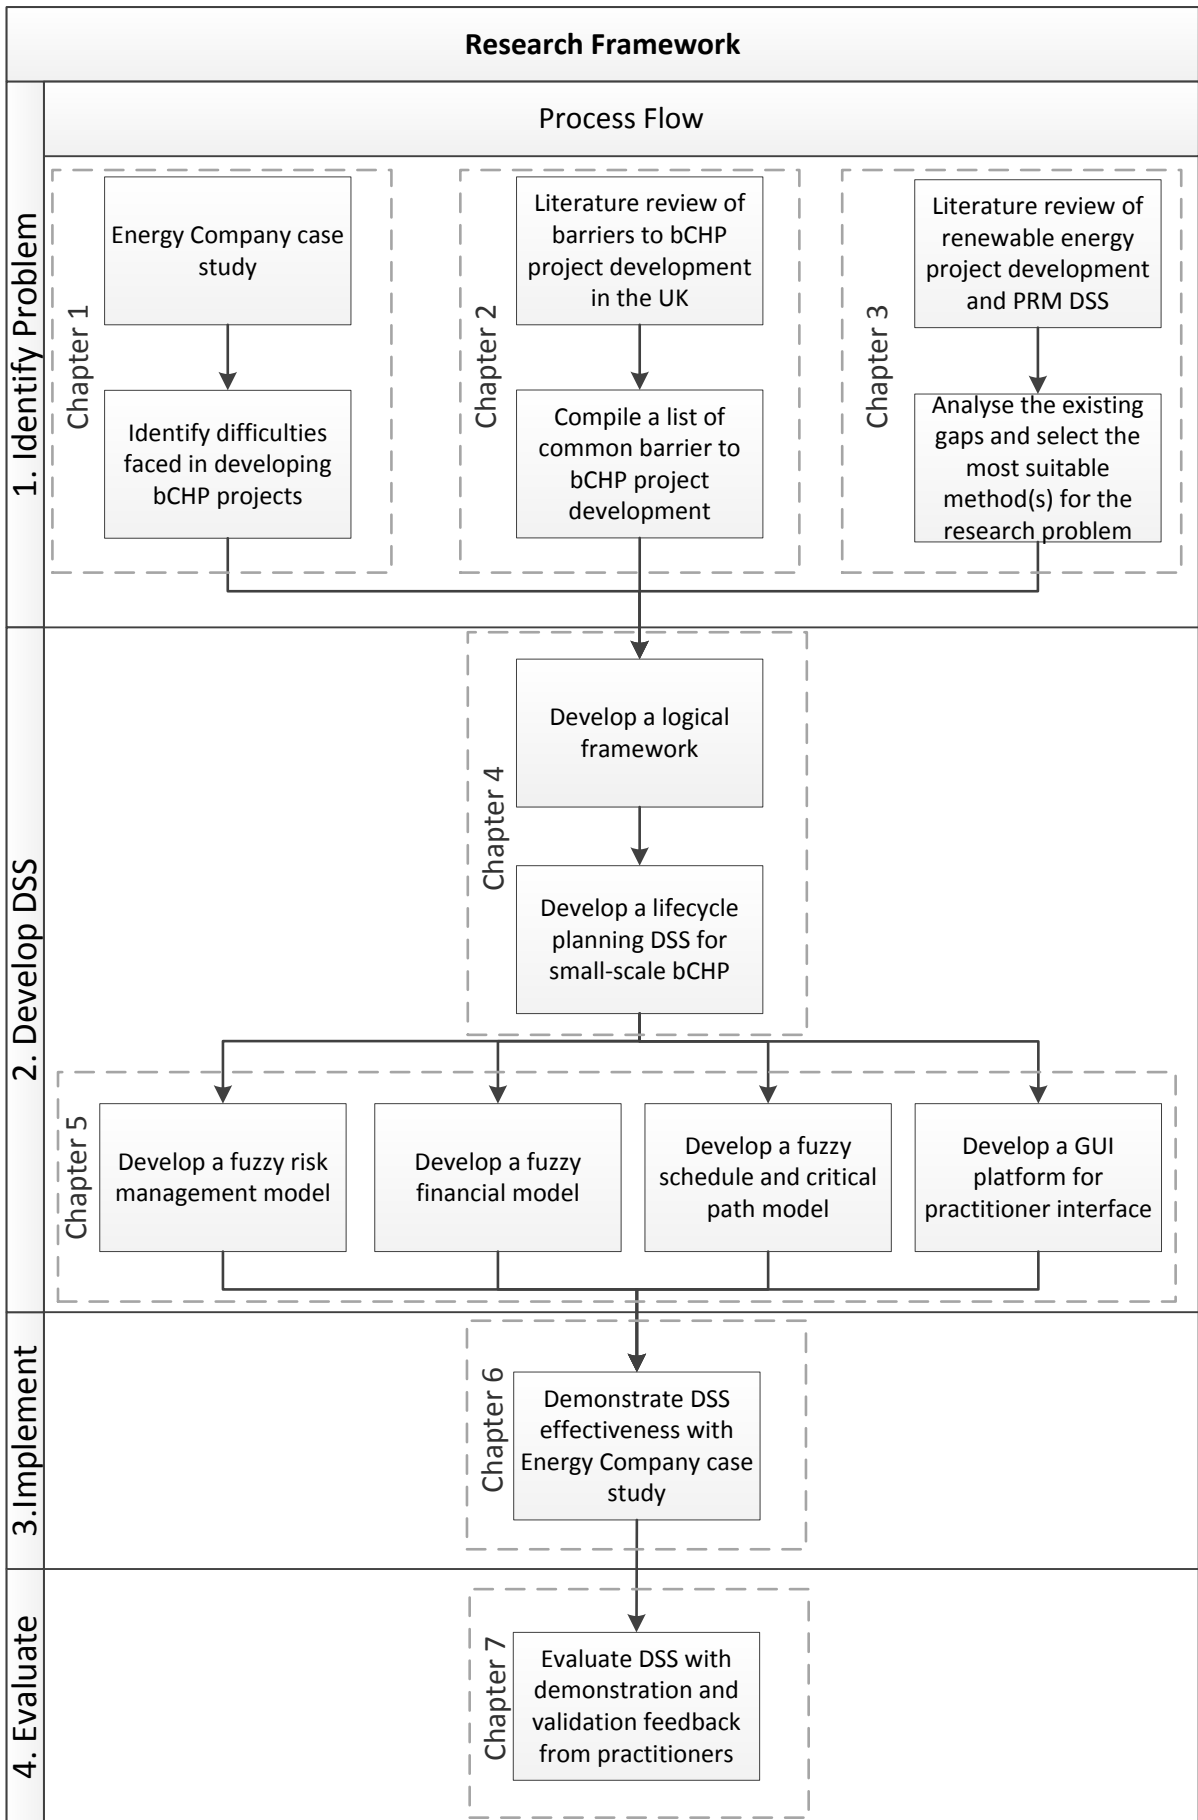 Research Framework
Process Flow
1. Identify Problem
Chapter 1
Energy Company case
study
Identify difficulties
faced in developing
bCHP projects
Chapter 2
Literature review of
barriers to bCHP
project development
in the UK
Compile a list of
common barrier to
bCHP project
development
Chapter 3
Literature review of
renewable energy
project development
and PRM DSS
Analyse the existing
gaps and select the
most suitable
method(s) for the
research problem
2. Develop DSS
Chapter 4
Develop a logical
framework
Develop a lifecycle
planning DSS for
small-scale bCHP
Chapter 5
Develop a fuzzy risk
management model
Develop a fuzzy
financial model
Develop a fuzzy
schedule and critical
path model
Develop a GUI
platform for
practitioner interface
3.Implement
Chapter 6
Demonstrate DSS
effectiveness with
Energy Company case
study
4. Evaluate
Chapter 7
Evaluate DSS with
demonstration and
validation feedback
from practitioners